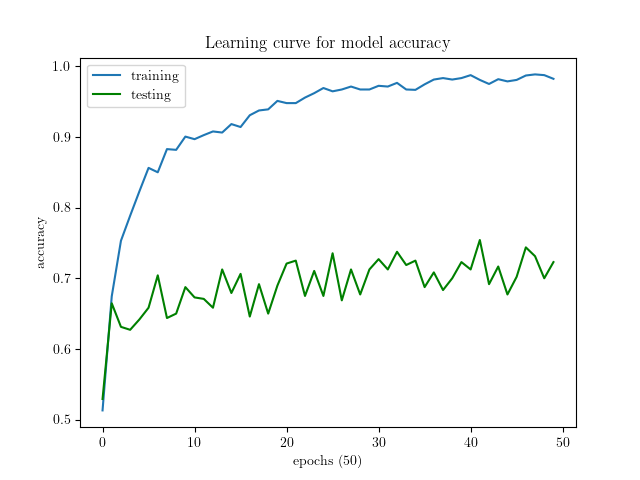 Learning curve for model accuracy
training
testing
accuracy
1.0
0.9
0.8
0.7
0.6
0.5
0 10 20 30 40 50
epochs (50)